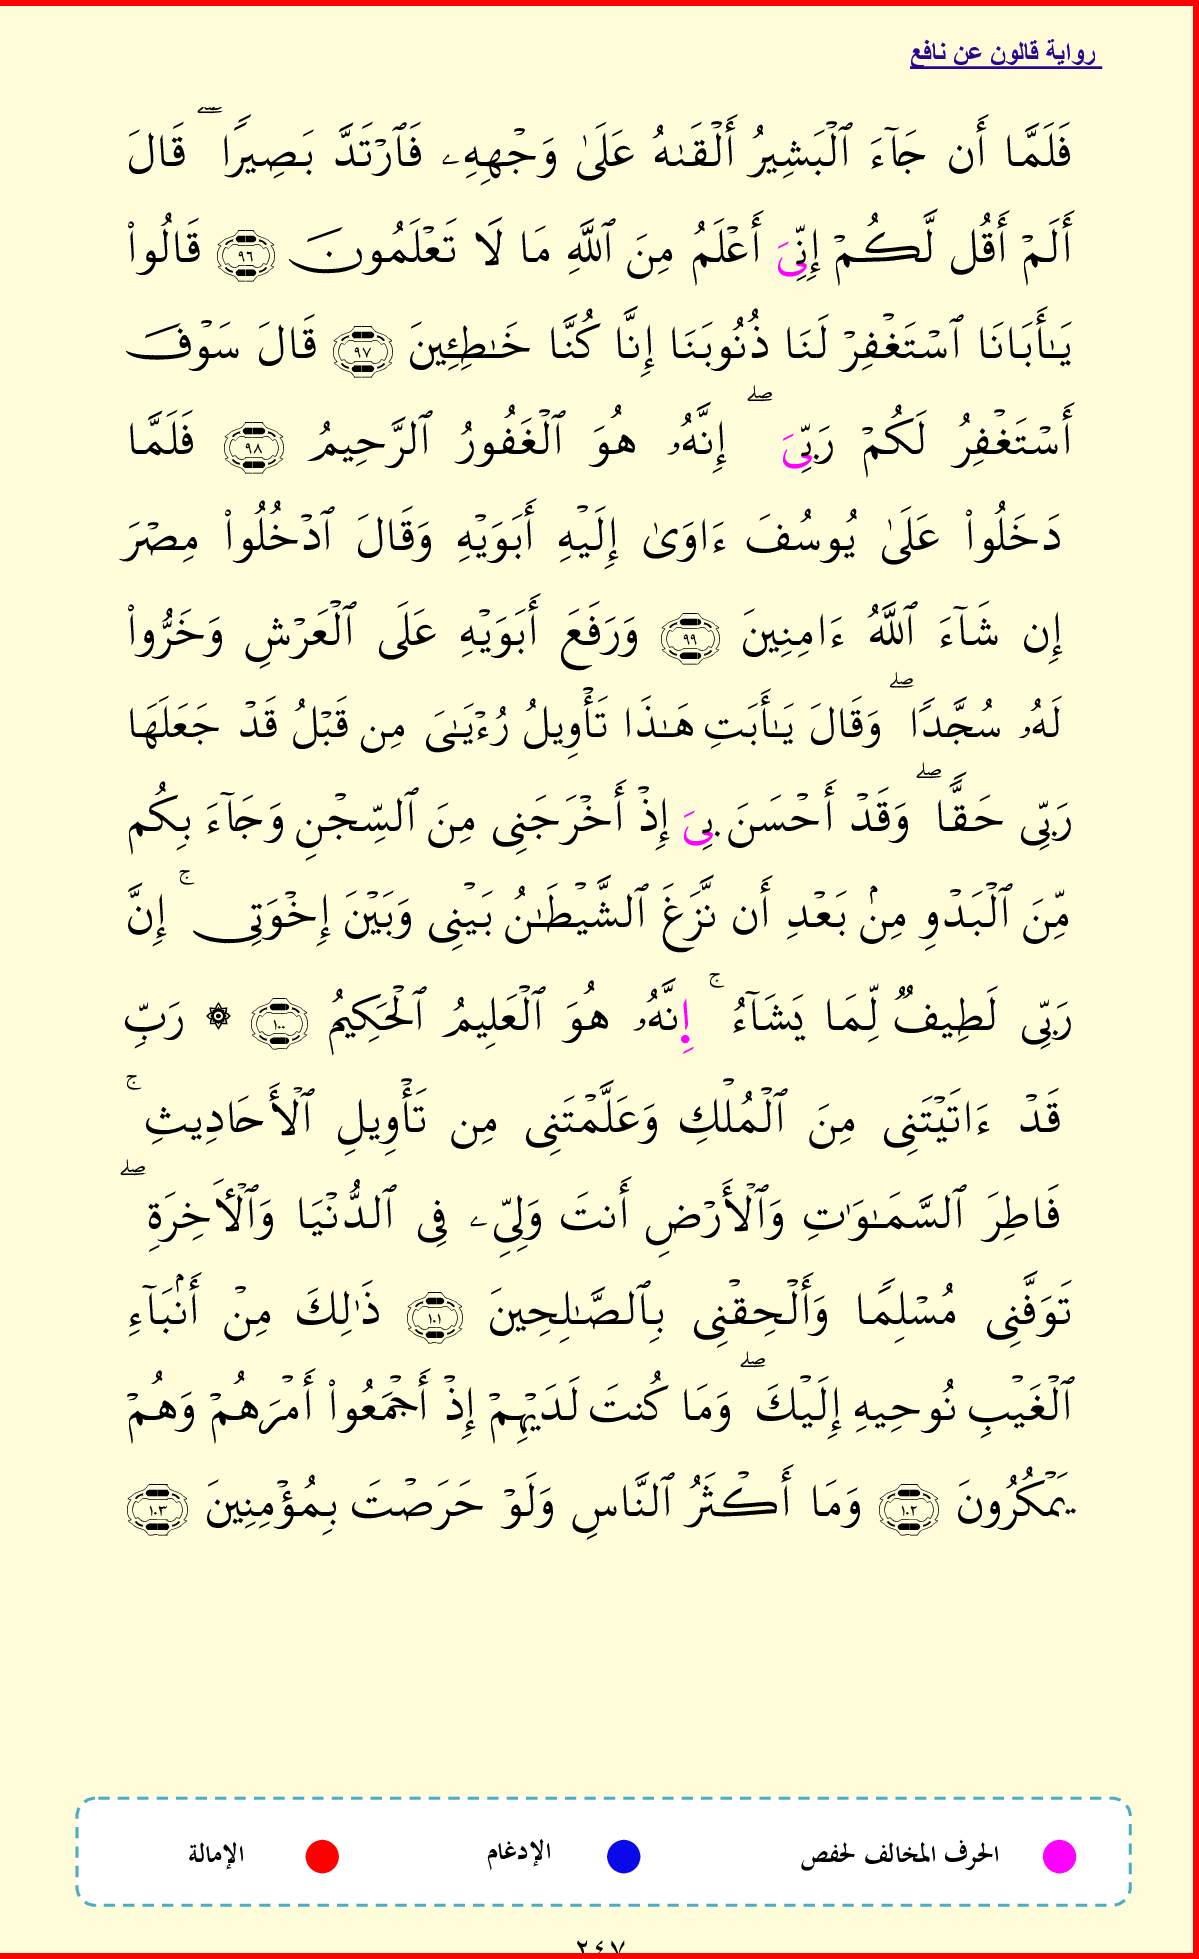 رواية قالون عن نافع
فَلَمَّا أَن جَآءَ ٱلۡبَشِيرُ أَلۡقَىٰهُ عَلَىٰ وَجۡهِهِۦ فَٱرۡتَدَّ بَصِيرٗاۖ قَالَ
أَلَمۡ أَقُل لَّكُمۡ إِنِّيَ أَعۡلَمُ مِنَ ٱللَّهِ مَا لَا تَعۡلَمُونَ ٩٦ قَالُواْ
يَٰٓأَبَانَا ٱسۡتَغۡفِرۡ لَنَا ذُنُوبَنَا إِنَّا كُنَّا خَٰطِـِٔينَ ٩٧ قَالَ سَوۡفَ
أَسۡتَغۡفِرُ لَكُمۡ رَبِّيَۖ إِنَّهُۥ هُوَ ٱلۡغَفُورُ ٱلرَّحِيمُ ٩٨ فَلَمَّا
دَخَلُواْ عَلَىٰ يُوسُفَ ءَاوَىٰ إِلَيۡهِ أَبَوَيۡهِ وَقَالَ ٱدۡخُلُواْ مِصۡرَ
إِن شَآءَ ٱللَّهُ ءَامِنِينَ ٩٩ وَرَفَعَ أَبَوَيۡهِ عَلَى ٱلۡعَرۡشِ وَخَرُّواْ
لَهُۥ سُجَّدٗاۖ وَقَالَ يَٰٓأَبَتِ هَٰذَا تَأۡوِيلُ رُءۡيَٰيَ مِن قَبۡلُ قَدۡ جَعَلَهَا
رَبِّي حَقّٗاۖ وَقَدۡ أَحۡسَنَ بِيَ إِذۡ أَخۡرَجَنِي مِنَ ٱلسِّجۡنِ وَجَآءَ بِكُم
مِّنَ ٱلۡبَدۡوِ مِنۢ بَعۡدِ أَن نَّزَغَ ٱلشَّيۡطَٰنُ بَيۡنِي وَبَيۡنَ إِخۡوَتِيۚ إِنَّ
رَبِّي لَطِيفٞ لِّمَا يَشَآءُۚ إِنَّهُۥ هُوَ ٱلۡعَلِيمُ ٱلۡحَكِيمُ ١٠٠ ۞ رَبِّ
قَدۡ ءَاتَيۡتَنِي مِنَ ٱلۡمُلۡكِ وَعَلَّمۡتَنِي مِن تَأۡوِيلِ ٱلۡأَحَادِيثِۚ
فَاطِرَ ٱلسَّمَٰوَٰتِ وَٱلۡأَرۡضِ أَنتَ وَلِيِّۦ فِي ٱلدُّنۡيَا وَٱلۡأٓخِرَةِۖ
تَوَفَّنِي مُسۡلِمٗا وَأَلۡحِقۡنِي بِٱلصَّٰلِحِينَ ١٠١ ذَٰلِكَ مِنۡ أَنۢبَآءِ
ٱلۡغَيۡبِ نُوحِيهِ إِلَيۡكَۖ وَمَا كُنتَ لَدَيۡهِمۡ إِذۡ أَجۡمَعُواْ أَمۡرَهُمۡ وَهُمۡ
يَمۡكُرُونَ ١٠٢ وَمَا أَكۡثَرُ ٱلنَّاسِ وَلَوۡ حَرَصۡتَ بِمُؤۡمِنِينَ ١٠٣
الحرف المخالف لحفص الإدغام الإمالة
٢٤٧